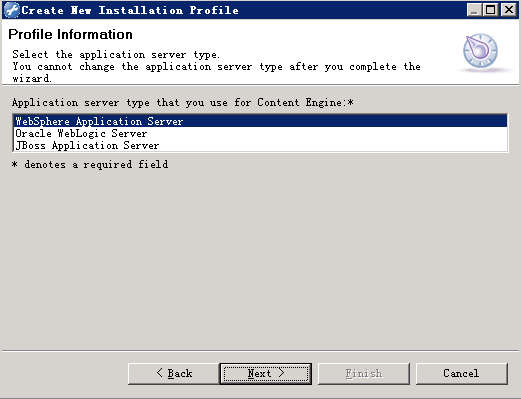 Create New Installation Profile
Profile Information
Select the application server type.
You cannot change the application server type after you complete the
wizard.
Application server type that you use for Content Engine:*
WebSphere Application Server
Oracle WebLogic Server
JBoss Application Server
* denotes a required field
< Back
Next >
Finish
Cancel